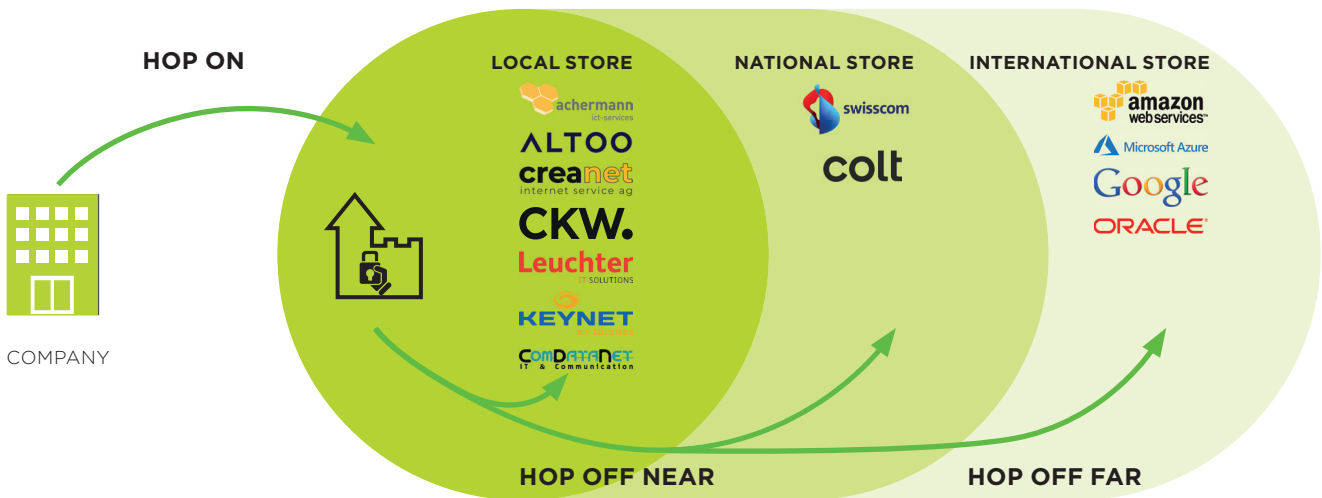 HOP ON
COMPANY
LOCAL STORE
achermann
ict-services
ALTOO
creanet
internet service ag
CKW.
Leuchter
IT SOLUTIONS
KEYNET
COMDATANET
IT & Communication
NATIONAL STORE
swisscom
colt
INTERNATIONAL STORE
amazon
webservices™
Microsoft Azure
Google
ORACLE®
HOP OFF NEAR
HOP OFF FAR